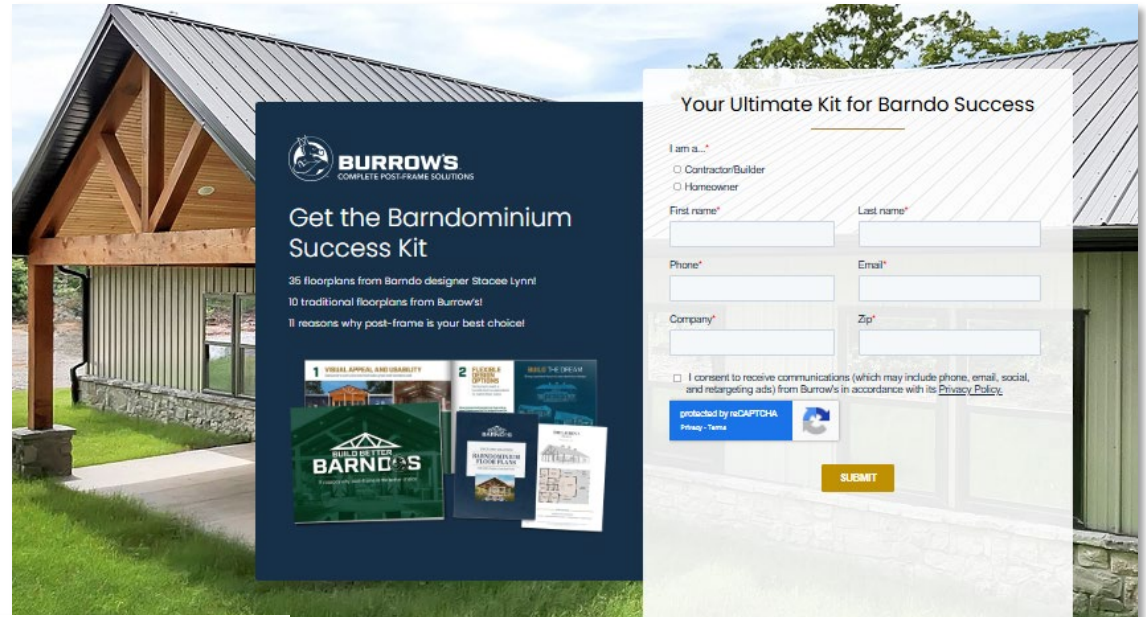 BURROW'S
COMPLETE POST-FRAME SOLUTIONS
Get the Barndominium
Success Kit
35 floorplans from Barndo designer Stacee Lynn!
10 traditional floorplans from Burrow's!
11 reasons why post-frame is your best choice!
1 VISUAL APPEAL AND USABILITY
2 FLEXIBLE
DESIGN
OPTIONS
BUILD THE DREAM
BUILD BETTER
BARNDOS
BARNDOS
BARNDOMINIUM
FLOOR PLANS
Your Ultimate Kit for Barndo Success
I am a...*
Contractor/Builder
Homeowner
First name*
Last name*
Phone*
Email*
Company*
Zip*
I consent to receive communications (which may include phone, email, social,
and retargeting ads) from Burrow's in accordance with its Privacy Policy.
protected by reCAPTCHA
Privacy - Terms
SUBMIT